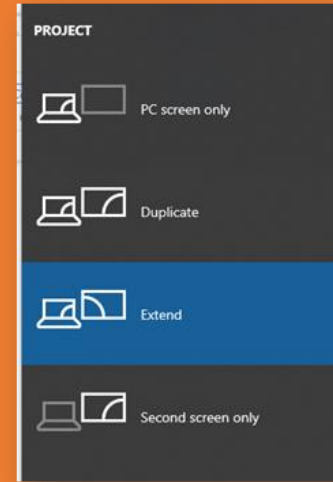 PROJECT
PC screen only
Duplicate
Extend
Second screen only